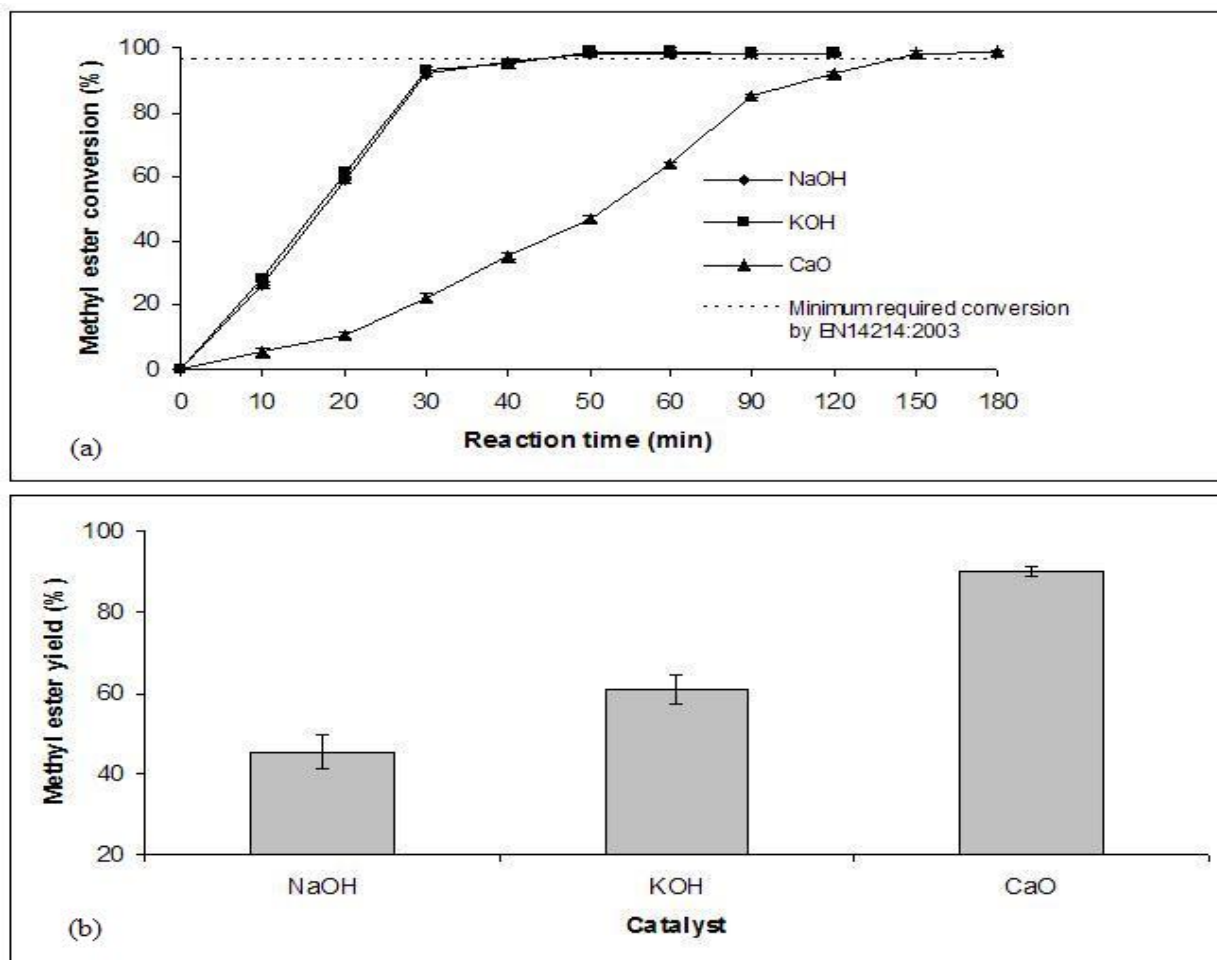 Methyl ester conversion (% )
100
80
60
40
20
0
NaOH
KOH
CaO
Minimum required conversion
by EN14214:2003
0 10 20 30 40 50 60 90 120 150 180
Reaction time (min)
(a)
Methyl ester yield (% )
100
80
60
40
20
NaOH KOH CaO
Catalyst
(b)